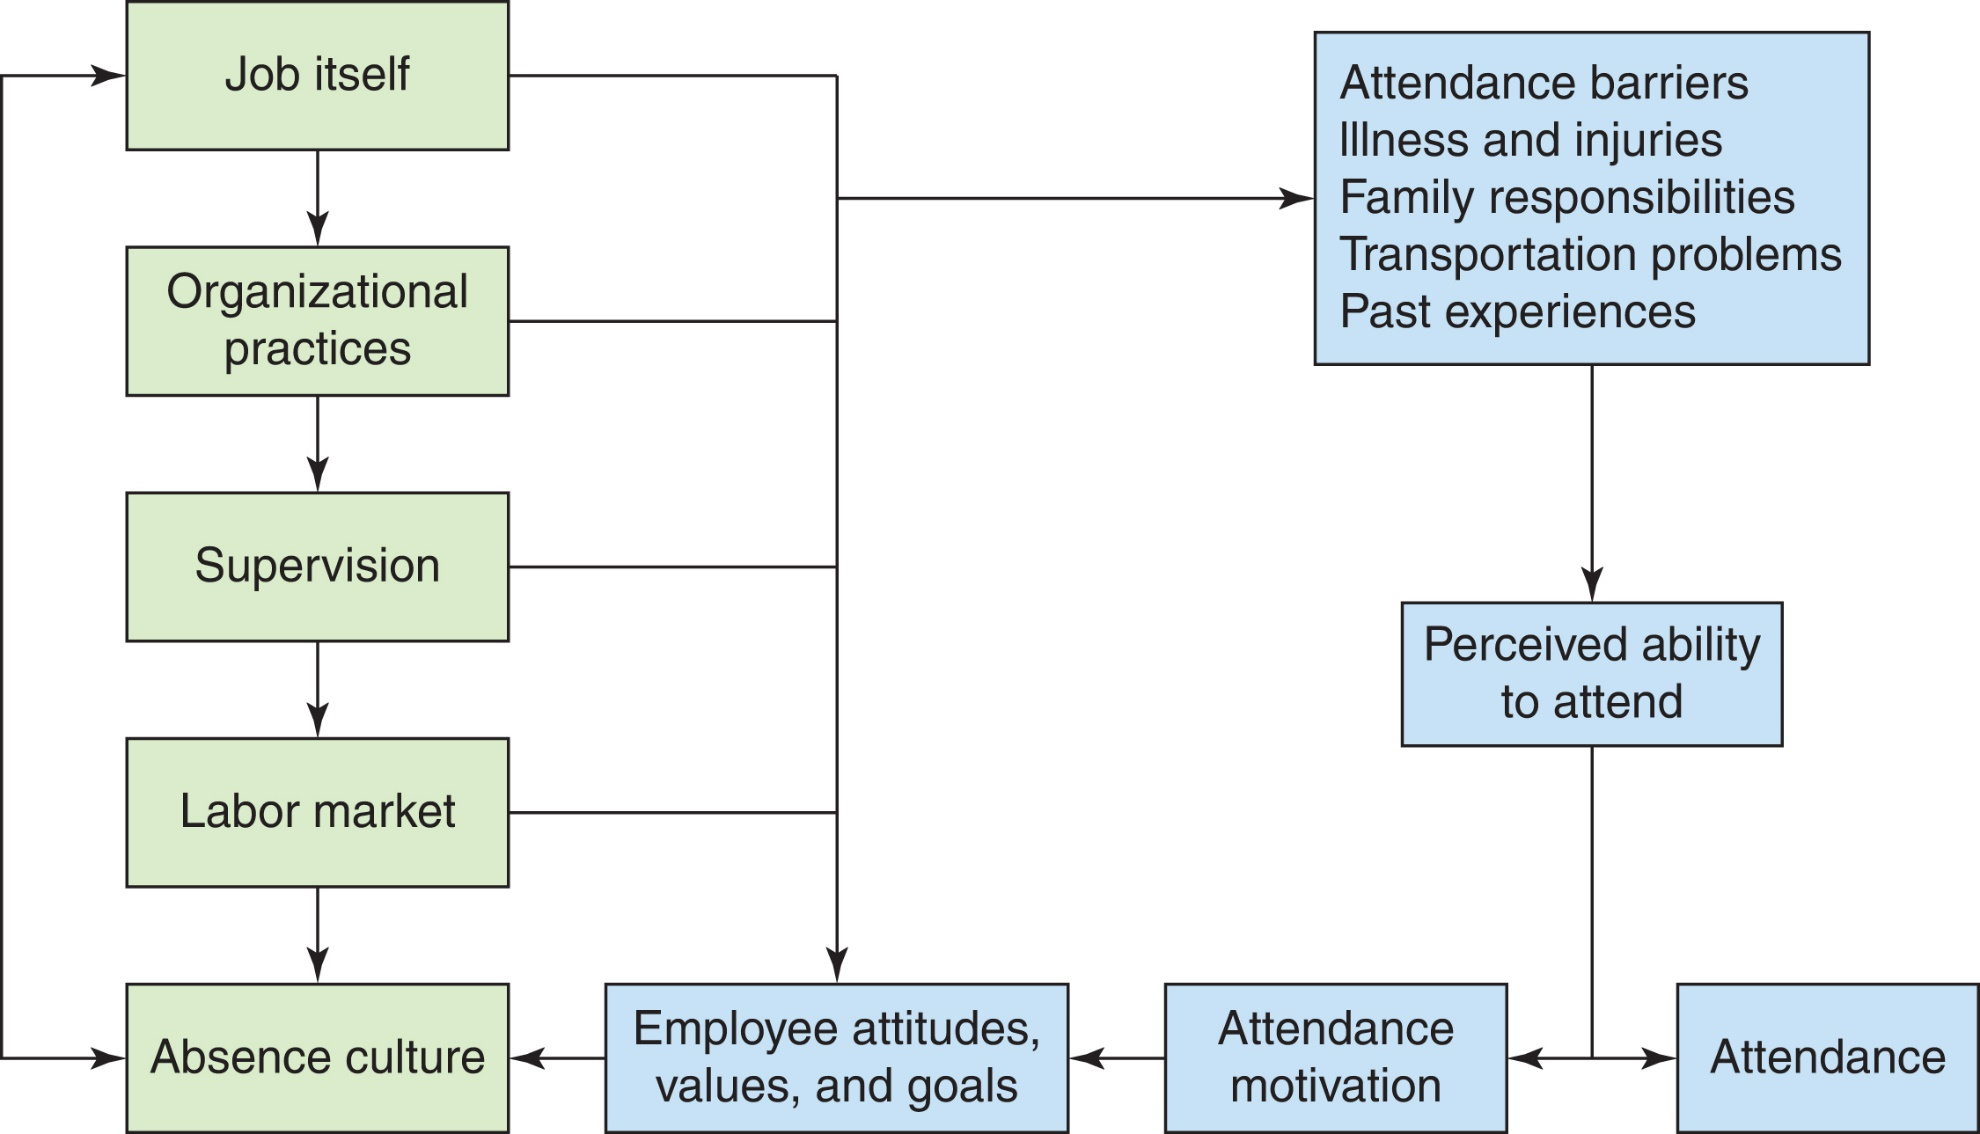 Job itself
Organizational
practices
Supervision
Labor market
Absence culture
Employee attitudes,
values, and goals
Attendance
motivation
Attendance
Perceived ability
to attend
Attendance barriers
Illness and injuries
Family responsibilities
Transportation problems
Past experiences